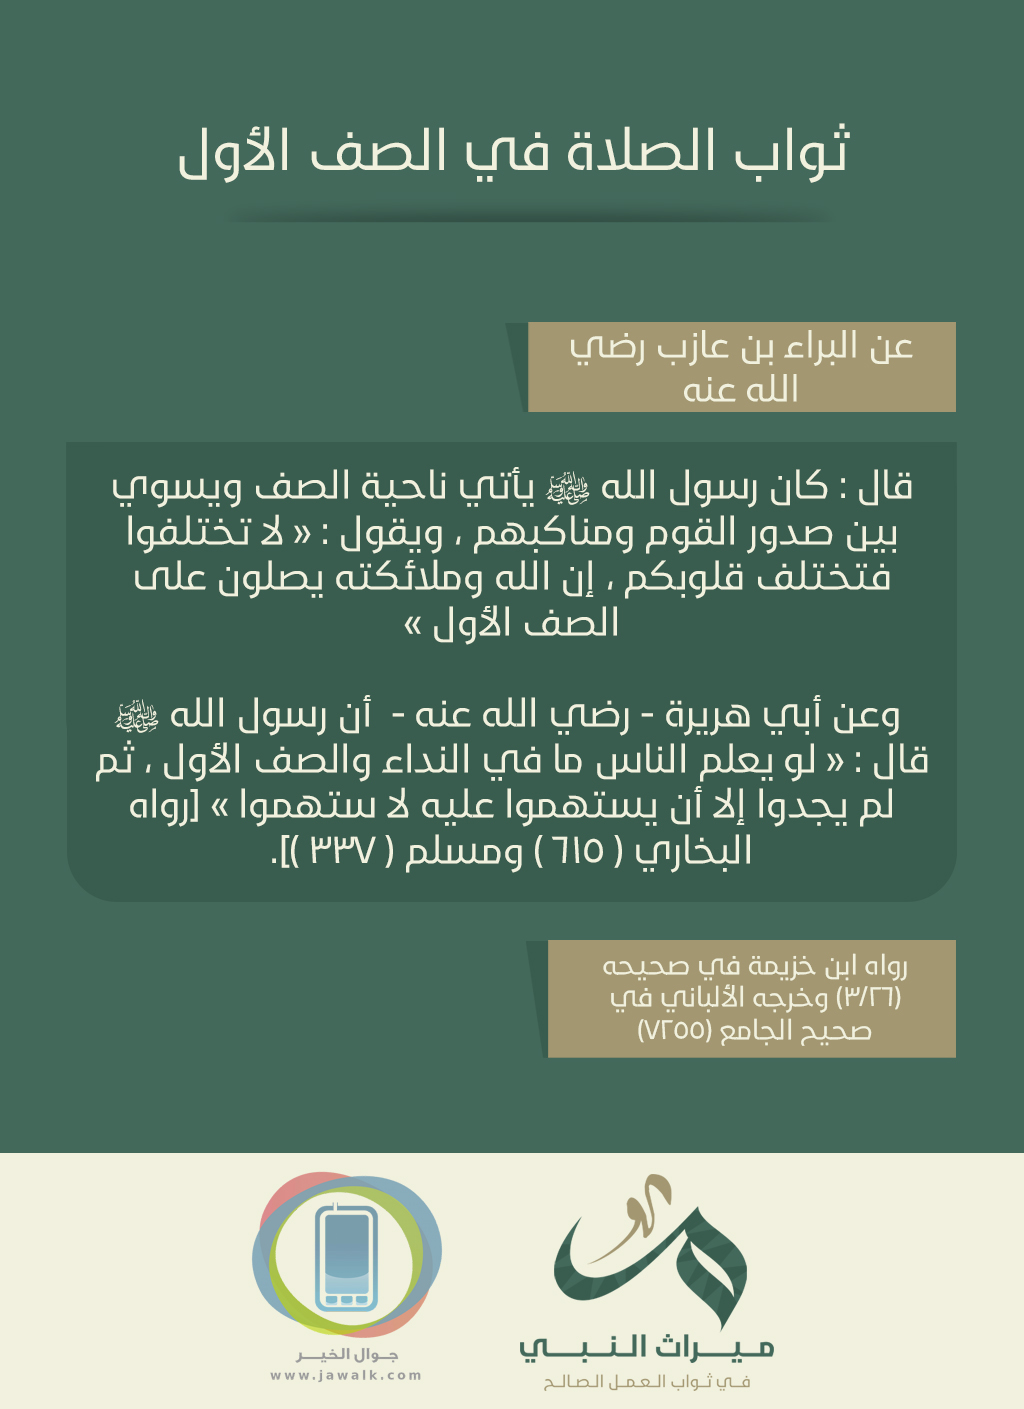 ثواب الصلاة في الصف الأول
عن البراء بن عازب رضي
الله عنه
قال : كان رسول الله ﷺ يأتي ناحية الصف ويسوي
بين صدور القوم ومناكبهم ، ويقول : « لا تختلفوا
فتختلف قلوبكم ، إن الله وملائكته يصلون على
الصف الأول »
وعن أبي هريرة - رضي الله عنه - أن رسول الله ﷺ
قال : « لو يعلم الناس ما في النداء والصف الأول ، ثم
لم يجدوا إلا أن يستهموا عليه لا ستهموا » [رواه
البخاري ( ٦١٥ ) ومسلم ( ٣٣٧ )].
رواه ابن خزيمة في صحيحه
(٣/٢٦) وخرجه الألباني في
صحيح الجامع (٧٢٥٥)
ميراث النبي
في ثواب العمل الصالح
جوال الخير
www.jawalk.com